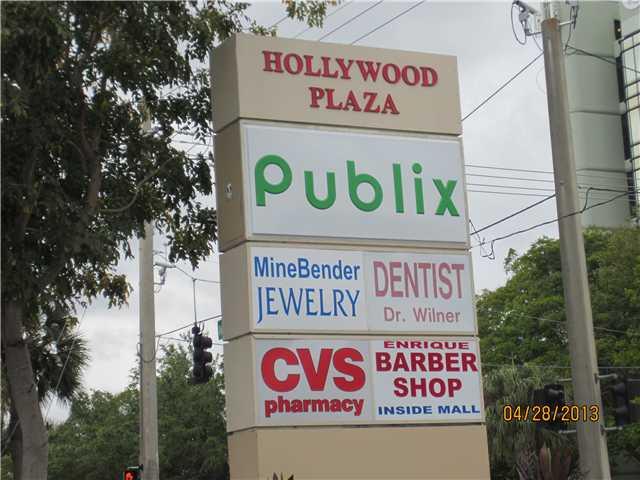 HOLLYWOOD
PLAZA
Publix
MineBender
JEWELRY
DENTIST
Dr. Wilner
CVS
pharmacy
ENRIQUE
BARBER
SHOP
INSIDE MALL
04/28/2013